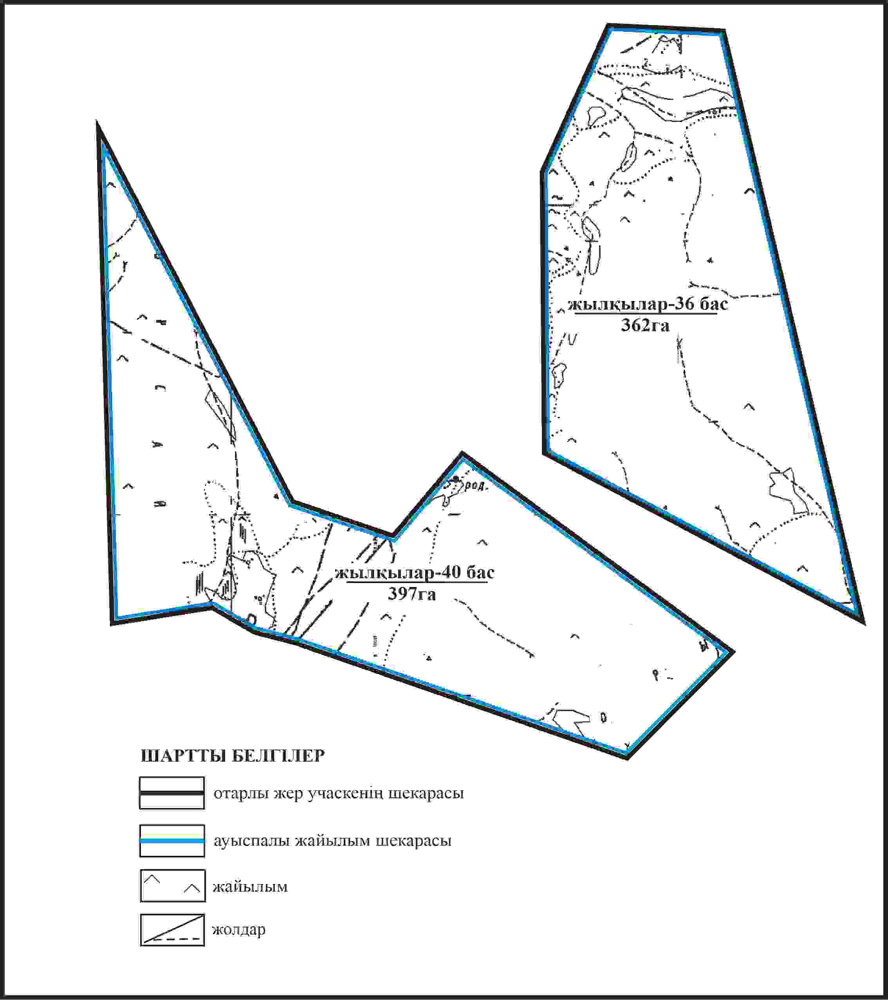 жылқылар-36 бас
362га
род.
жылқылар-40 бас
397га
ШАРТТЫ БЕЛГІЛЕР
отарлы жер учаскенің шекарасы
ауыспалы жайылым шекарасы
жайылым
жолдар